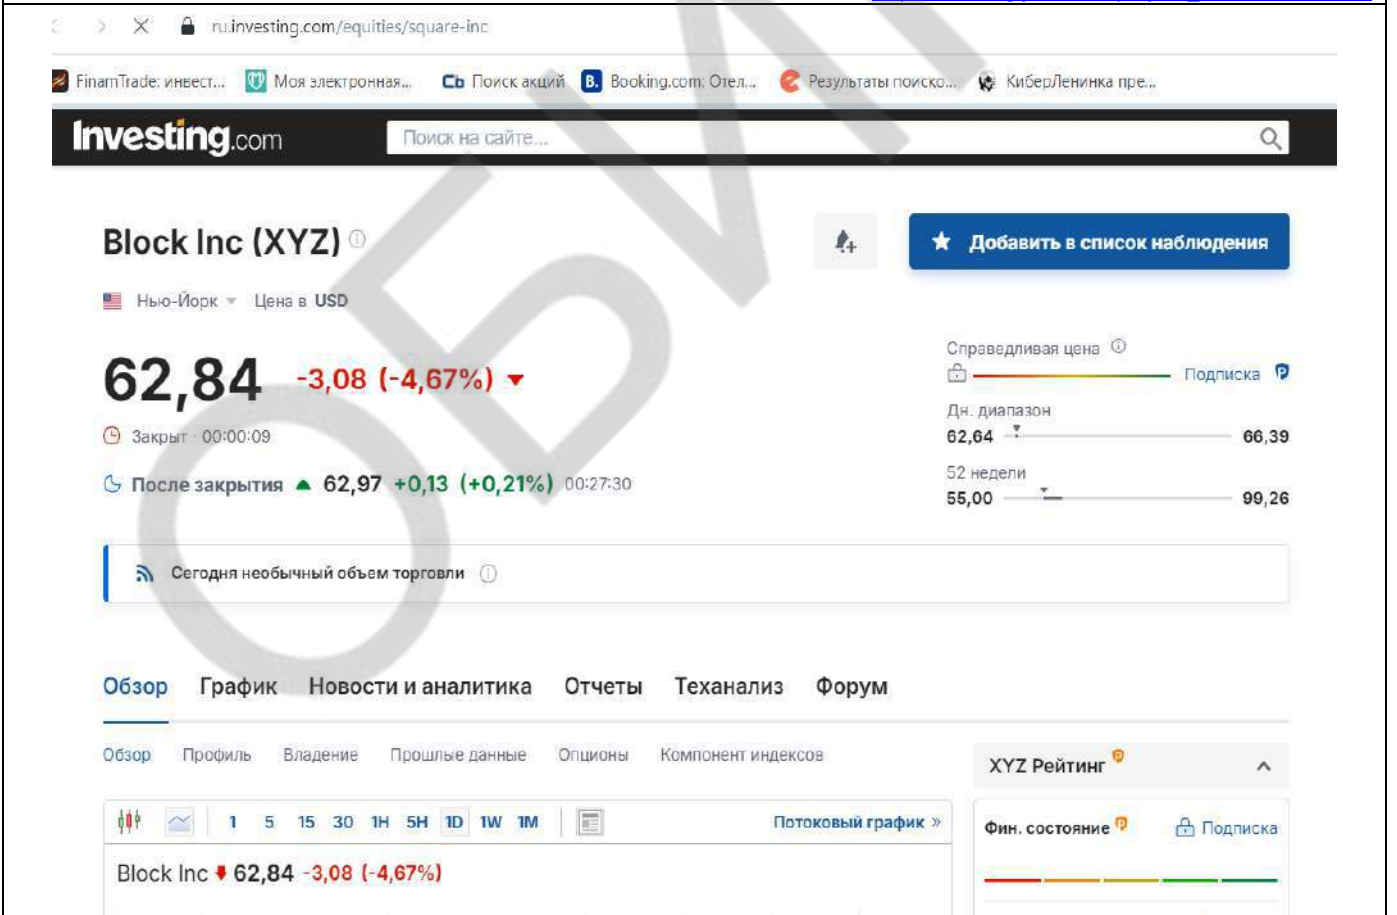 ru.investing.com/equities/square-inc
FinamTrade: инвест... Моя электронная... Cb Поиск акций B. Booking.com: Отел... Результаты поиско... КиберЛенинка пре...
Investing.com Поиск на сайте...
Block Inc (XYZ)
Добавить в список наблюдения
Нью-Йорк Цена в USD
62,84 -3,08 (-4,67%)
Закрыт · 00:00:09
После закрытия 62,97 +0,13 (+0,21%) 00:27:30
Справедливая цена
Подписка
Дн. диапазон
62,64 66,39
52 недели
55,00 99,26
Сегодня необычный объем торговли
Обзор График Новости и аналитика Отчеты Теханализ Форум
Обзор Профиль Владение Прошлые данные Опционы Компонент индексов
XYZ Рейтинг
1 5 15 30 1H 5H 1D 1W 1M Потоковый график »
Фин. состояние Подписка
Block Inc 62,84 -3,08 (-4,67%)